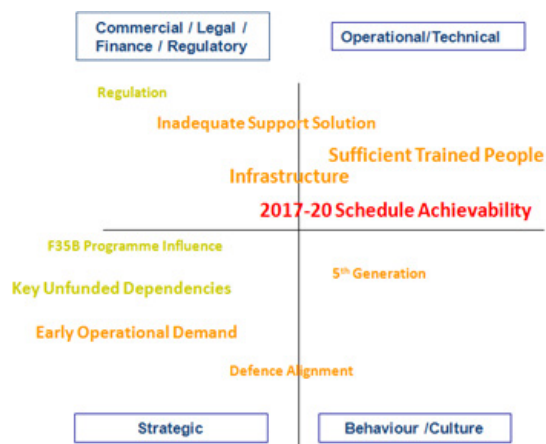 Commercial / Legal /
Finance / Regulatory
Operational/Technical
Regulation
Inadequate Support Solution
Sufficient Trained People
Infrastructure
2017-20 Schedule Achievability
F35B Programme Influence
5th Generation
Key Unfunded Dependencies
Early Operational Demand
Defence Alignment
Strategic
Behaviour /Culture